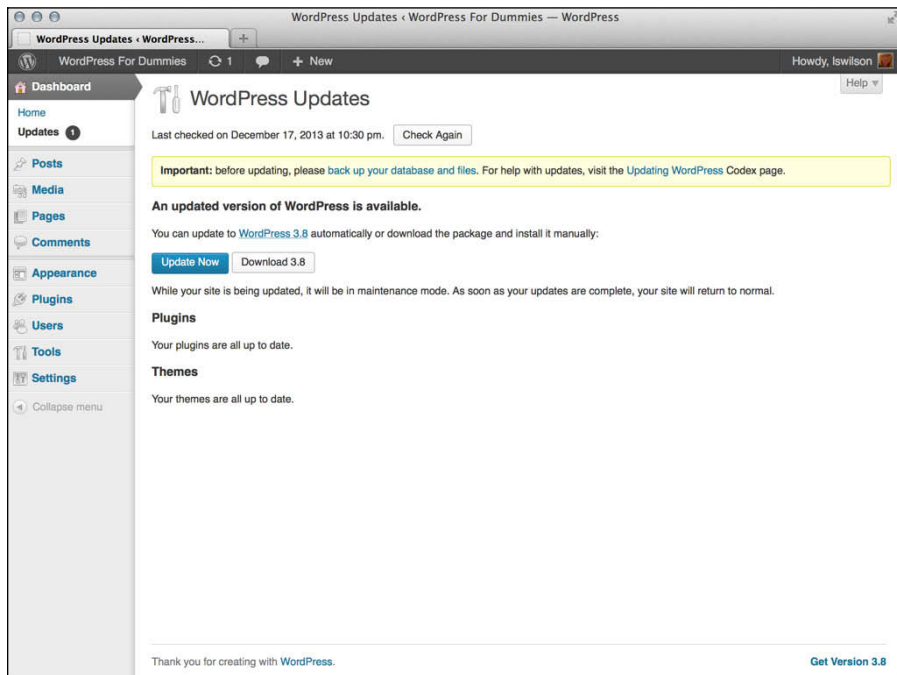 WordPress Updates ‹ WordPress For Dummies — WordPress
WordPress Updates ‹ WordPress...
WordPress For Dummies 1 + New Howdy, lswilson
Dashboard
Home
Updates 1
Posts
Media
Pages
Comments
Appearance
Plugins
Users
Tools
Settings
Collapse menu
Help
WordPress Updates
Last checked on December 17, 2013 at 10:30 pm. Check Again
Important: before updating, please back up your database and files. For help with updates, visit the Updating WordPress Codex page.
An updated version of WordPress is available.
You can update to WordPress 3.8 automatically or download the package and install it manually:
Update Now Download 3.8
While your site is being updated, it will be in maintenance mode. As soon as your updates are complete, your site will return to normal.
Plugins
Your plugins are all up to date.
Themes
Your themes are all up to date.
Thank you for creating with WordPress. Get Version 3.8